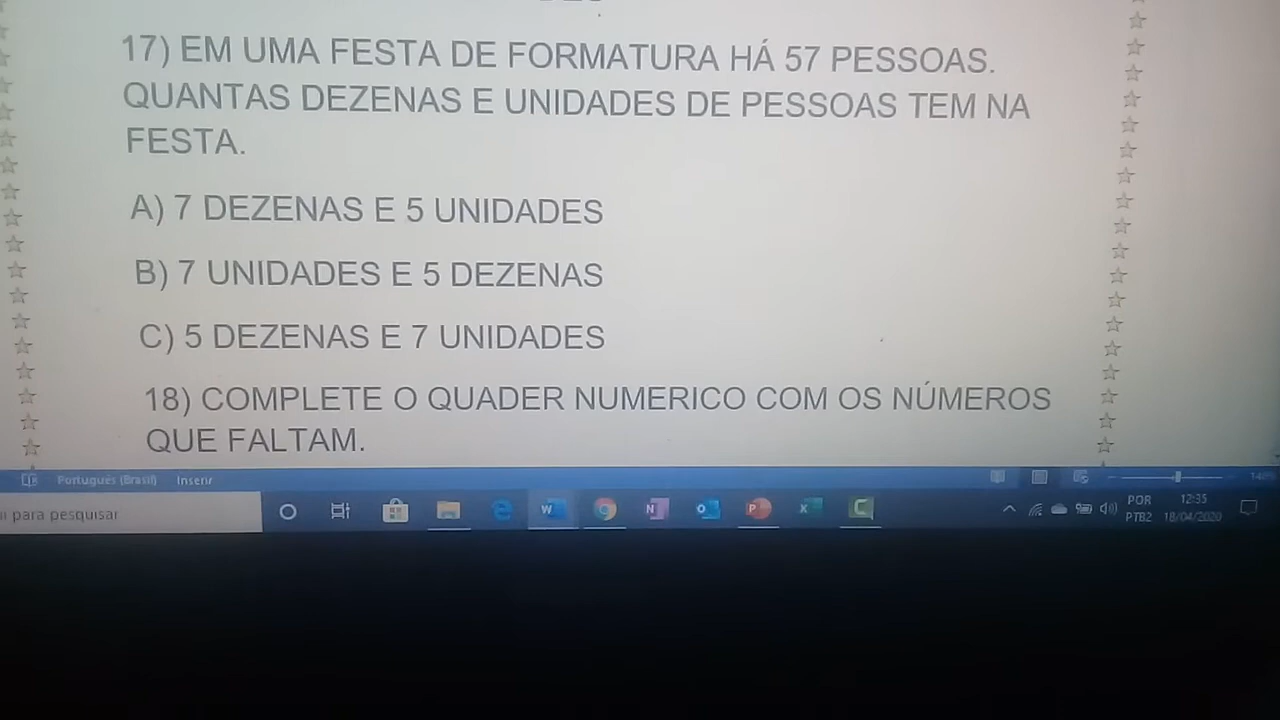 17) EM UMA FESTA DE FORMATURA HÁ 57 PESSOAS.
QUANTAS DEZENAS E UNIDADES DE PESSOAS TEM NA
FESTA.
A) 7 DEZENAS E 5 UNIDADES
B) 7 UNIDADES E 5 DEZENAS
C) 5 DEZENAS E 7 UNIDADES
18) COMPLETE O QUADER NUMERICO COM OS NÚMEROS
QUE FALTAM.
Português (Brasil) Inserir
para pesquisar
POR 12:35
PTB2 18/04/2020